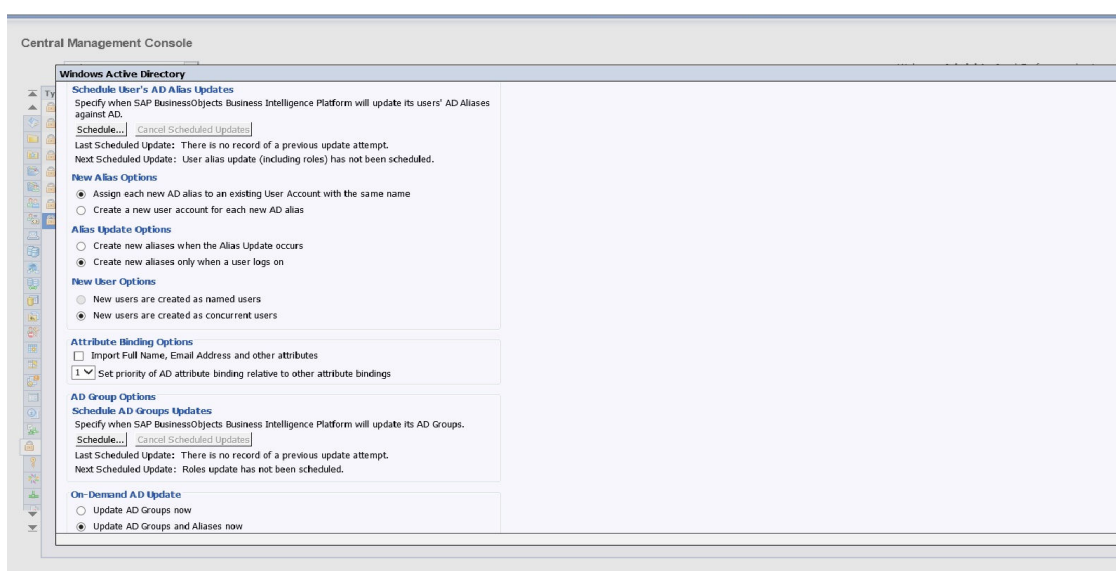 Central Management Console
Windows Active Directory
Ty
Schedule User's AD Alias Updates
Specify when SAP BusinessObjects Business Intelligence Platform will update its users' AD Aliases
against AD.
Schedule... Cancel Scheduled Updates
Last Scheduled Update: There is no record of a previous update attempt.
Next Scheduled Update: User alias update (including roles) has not been scheduled.
New Alias Options
Assign each new AD alias to an existing User Account with the same name
Create a new user account for each new AD alias
Alias Update Options
Create new aliases when the Alias Update occurs
Create new aliases only when a user logs on
New User Options
New users are created as named users
New users are created as concurrent users
Attribute Binding Options
Import Full Name, Email Address and other attributes
1 Set priority of AD attribute binding relative to other attribute bindings
AD Group Options
Schedule AD Groups Updates
Specify when SAP BusinessObjects Business Intelligence Platform will update its AD Groups.
Schedule... Cancel Scheduled Updates
Last Scheduled Update: There is no record of a previous update attempt.
Next Scheduled Update: Roles update has not been scheduled.
On-Demand AD Update
Update AD Groups now
Update AD Groups and Aliases now